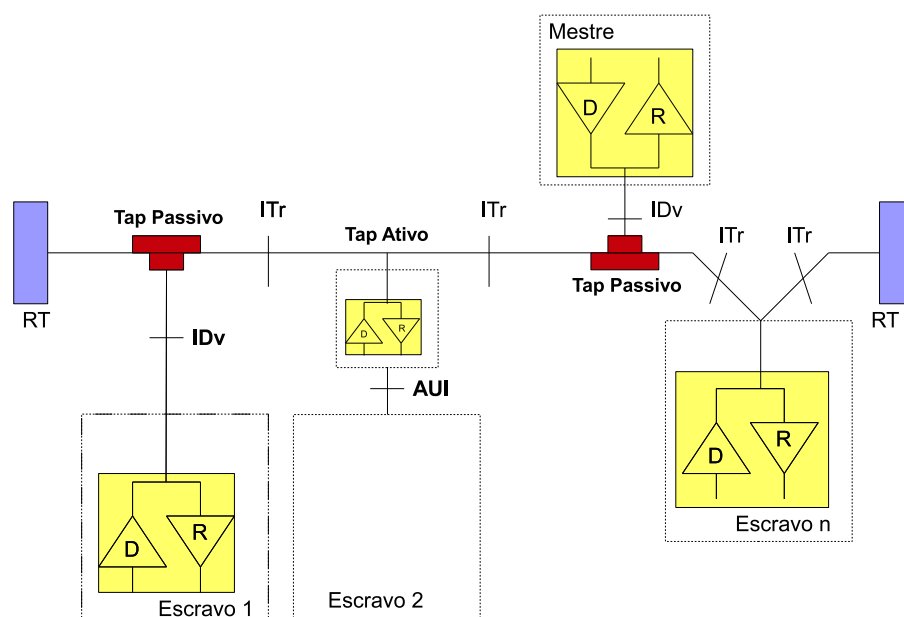 Mestre
D
R
IDv
Tap Passivo
ITr
Tap Ativo
ITr
ITr
ITr
Tap Passivo
RT
RT
D
R
IDv
AUI
D
R
Escravo n
D
R
Escravo 1
Escravo 2